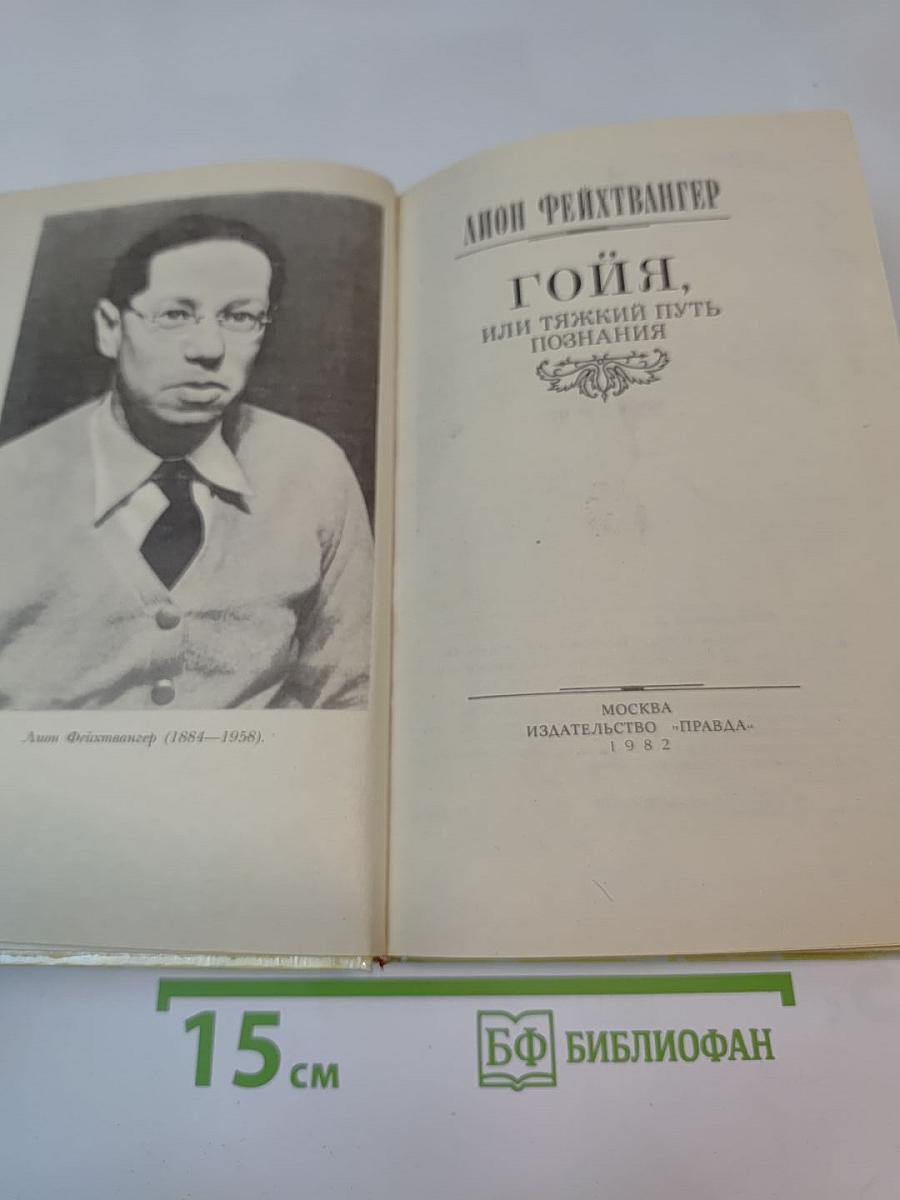 Лион Фейхтвангер (1884—1958).
ЛИОН ФЕЙХТВАНГЕР
ГОЙЯ,
ИЛИ ТЯЖКИЙ ПУТЬ
ПОЗНАНИЯ
МОСКВА
ИЗДАТЕЛЬСТВО „ПРАВДА“
1982
15 см
БФ БИБЛИОФАН